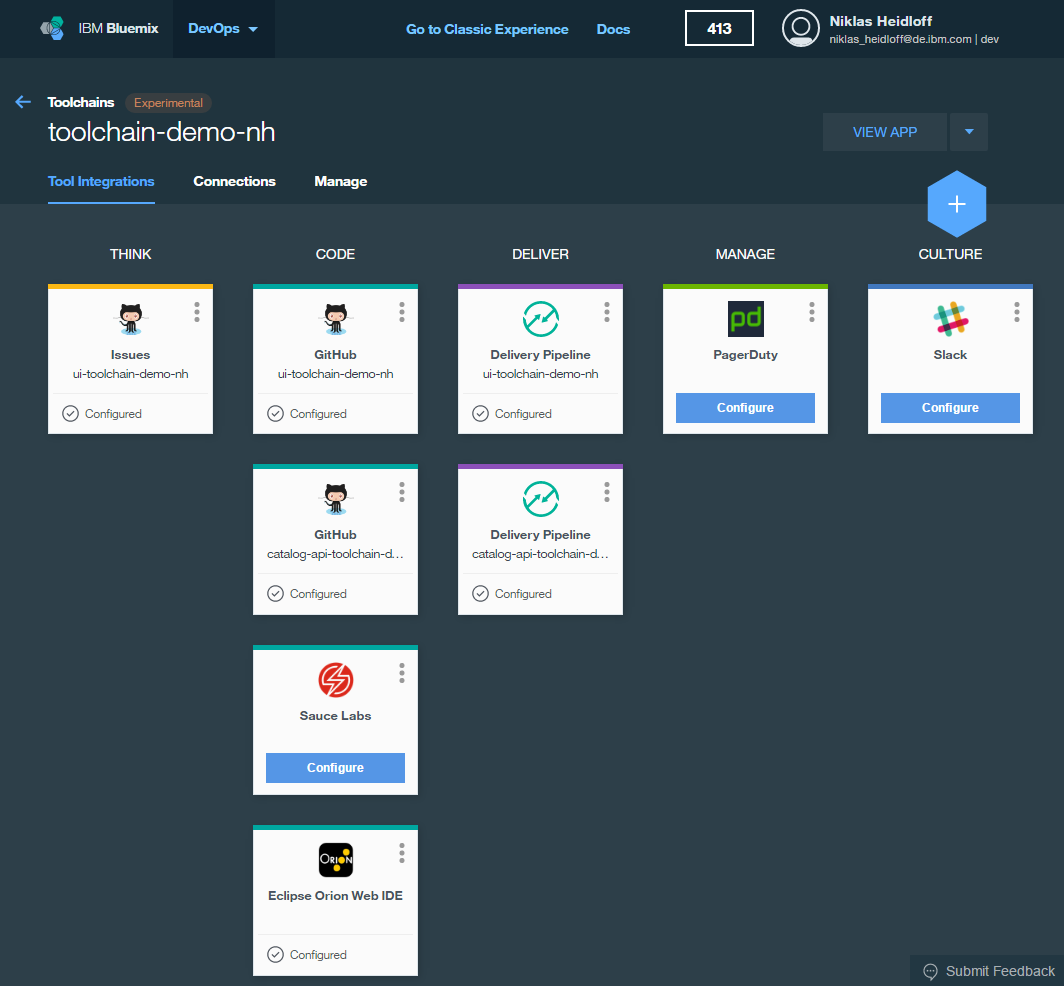 IBM Bluemix
DevOps
Go to Classic Experience
Docs
413
Niklas Heidloff
niklas_heidloff@de.ibm.com | dev
Toolchains
Experimental
toolchain-demo-nh
VIEW APP
Tool Integrations
Connections
Manage
THINK
CODE
DELIVER
MANAGE
CULTURE
Issues
ui-toolchain-demo-nh
Configured
GitHub
ui-toolchain-demo-nh
Configured
Delivery Pipeline
ui-toolchain-demo-nh
Configured
pd
PagerDuty
Configure
Slack
Configure
GitHub
catalog-api-toolchain-d...
Configured
Delivery Pipeline
catalog-api-toolchain-d...
Configured
Sauce Labs
Configure
ORION
Eclipse Orion Web IDE
Configured
Submit Feedback